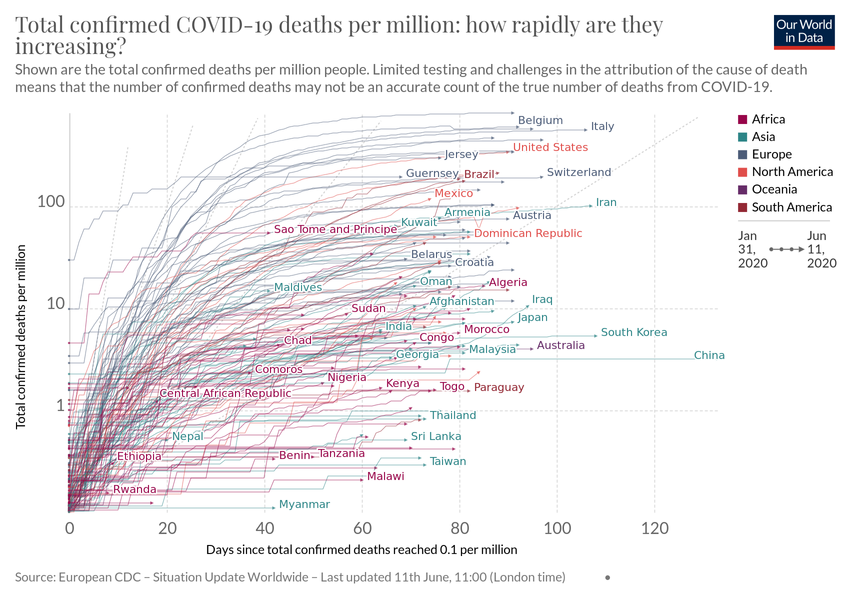 Total confirmed COVID-19 deaths per million: how rapidly are they
increasing?
Our World
in Data
Shown are the total confirmed deaths per million people. Limited testing and challenges in the attribution of the cause of death
means that the number of confirmed deaths may not be an accurate count of the true number of deaths from COVID-19.
Belgium
Italy
Jersey
United States
Guernsey
Brazil
Switzerland
Mexico
Iran
Armenia
Austria
Kuwait
Sao Tome and Principe
Dominican Republic
Belarus
Croatia
Maldives
Oman
Algeria
Afghanistan
Iraq
Sudan
Japan
India
Morocco
South Korea
Chad
Congo
Australia
Georgia
Malaysia
China
Comoros
Nigeria
Kenya
Togo
Paraguay
Central African Republic
Thailand
Nepal
Sri Lanka
Ethiopia
Benin
Tanzania
Taiwan
Malawi
Rwanda
Myanmar
Africa
Asia
Europe
North America
Oceania
South America
Jan
31,
2020
Jun
11,
2020
Total confirmed deaths per million
100
10
1
0
20
40
60
80
100
120
Days since total confirmed deaths reached 0.1 per million
Source: European CDC – Situation Update Worldwide – Last updated 11th June, 11:00 (London time)